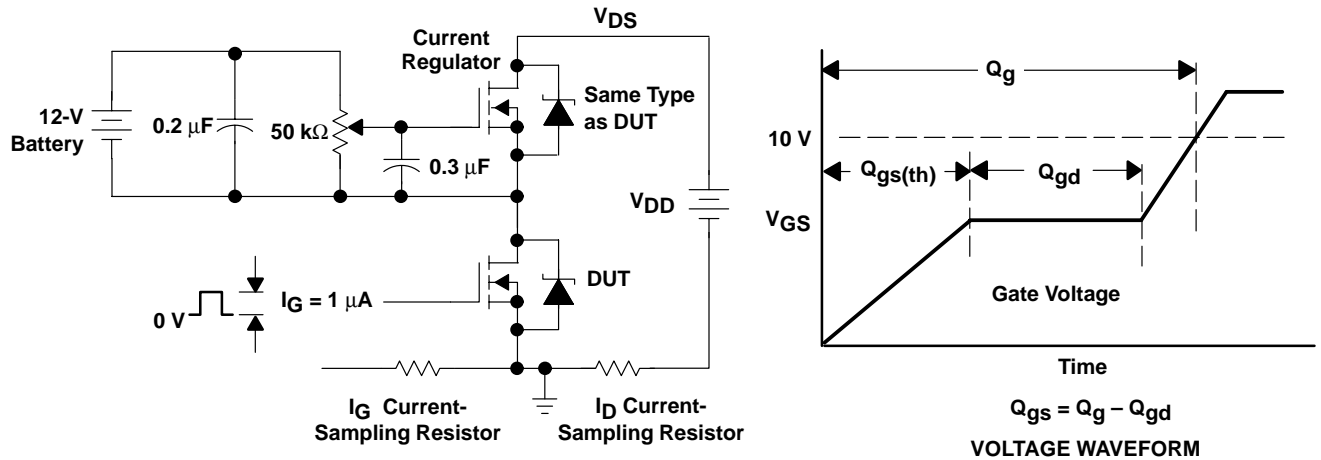 VDS
Current
Regulator
12-V
Battery
0.2 µF
50 kΩ
0.3 µF
Same Type
as DUT
VDD
DUT
IG = 1 µA
0 V
IG Current-
Sampling Resistor
ID Current-
Sampling Resistor
Qg
10 V
Qgs(th)
Qgd
VGS
Gate Voltage
Time
Qgs = Qg – Qgd
VOLTAGE WAVEFORM